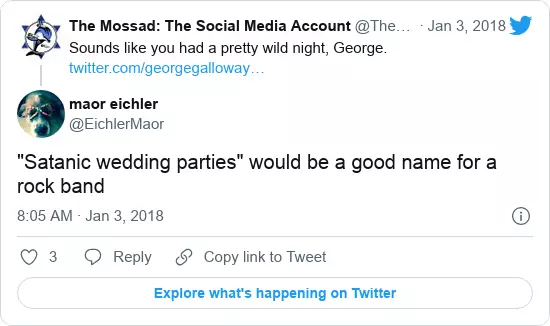 The Mossad: The Social Media Account @The... · Jan 3, 2018
Sounds like you had a pretty wild night, George.
twitter.com/georgegalloway...
maor eichler
@EichlerMaor
"Satanic wedding parties" would be a good name for a
rock band
8:05 AM · Jan 3, 2018
3 Reply Copy link to Tweet
Explore what's happening on Twitter